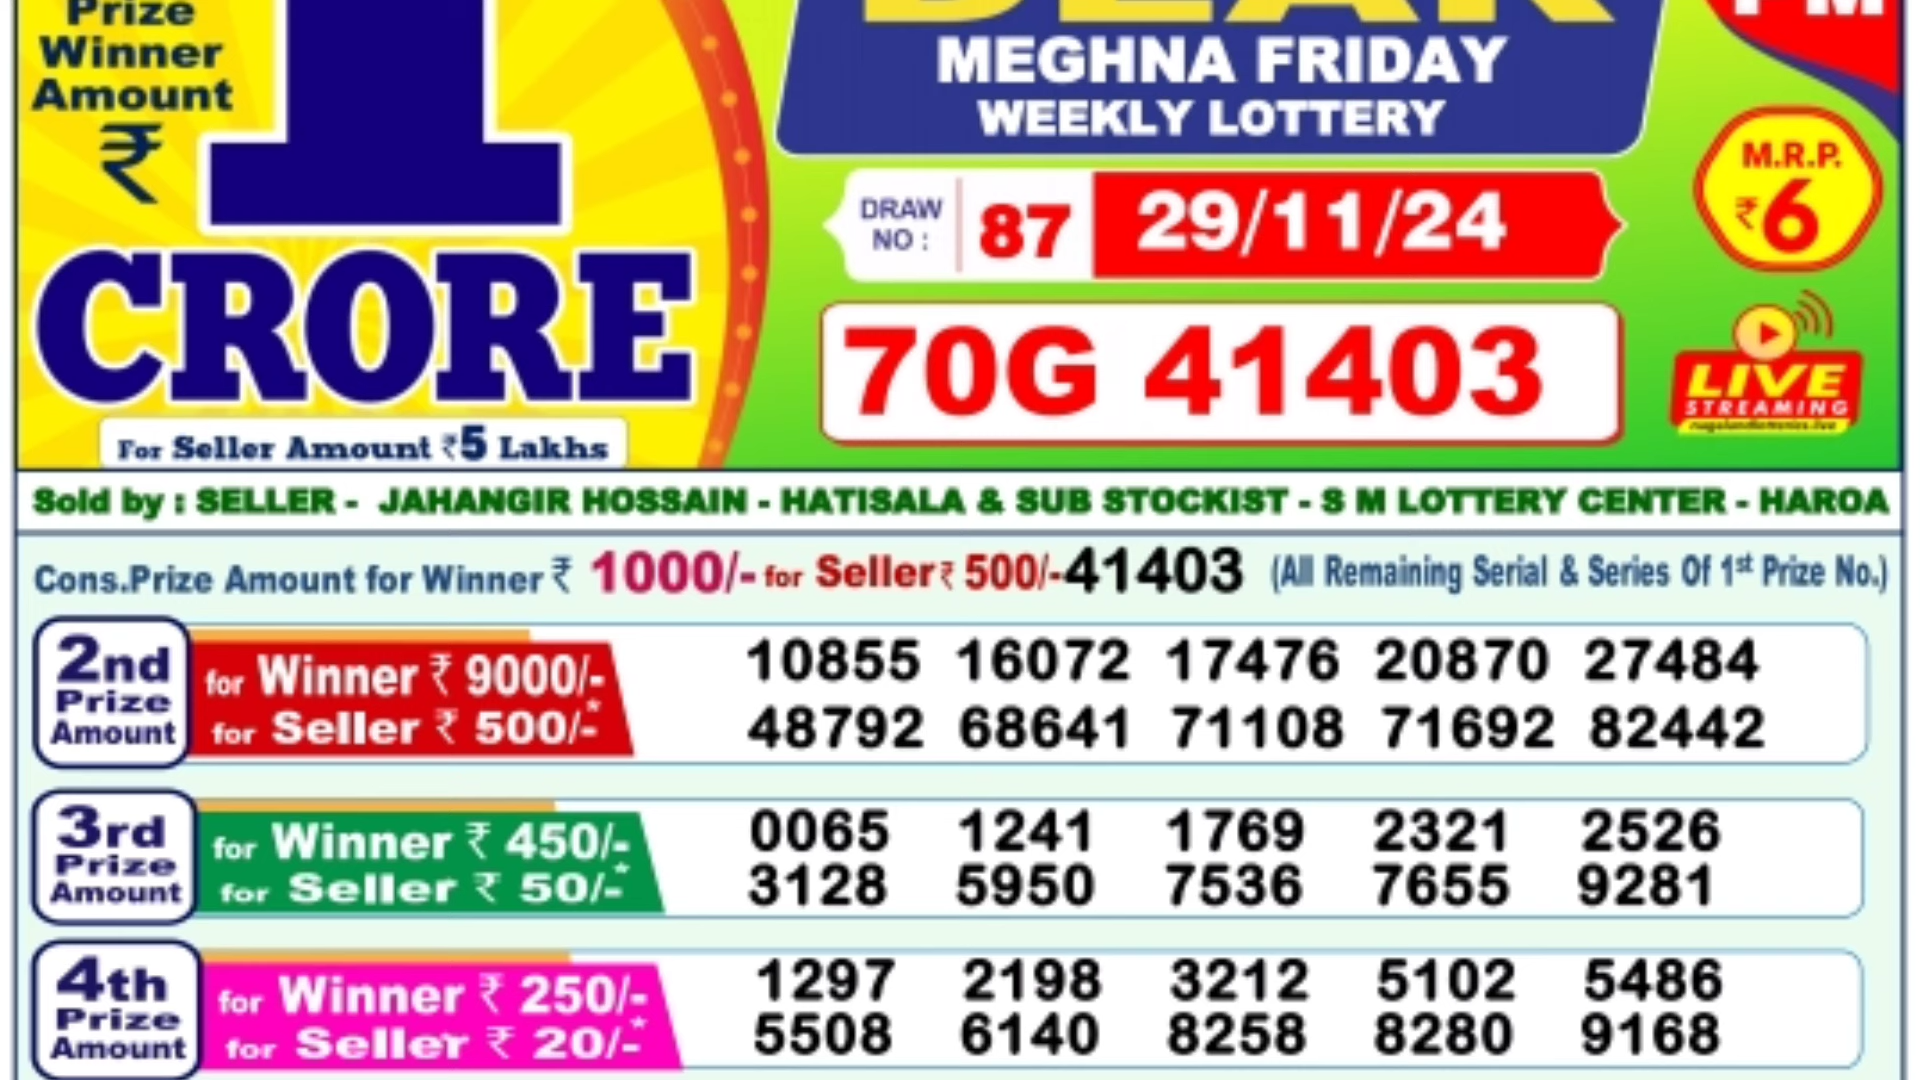 Prize
Winner
Amount
₹
1
CRORE
For Seller Amount ₹5 Lakhs
DEAR
MEGHNA FRIDAY
WEEKLY LOTTERY
DRAW NO : 87 29/11/24
70G 41403
PM
M.R.P.
₹6
LIVE
STREAMING
nagalandlotteries.live
Sold by : SELLER - JAHANGIR HOSSAIN - HATISALA & SUB STOCKIST - S M LOTTERY CENTER - HAROA
Cons.Prize Amount for Winner ₹ 1000/- for Seller ₹ 500/- 41403 (All Remaining Serial & Series Of 1st Prize No.)
2nd Prize Amount
for Winner ₹ 9000/-
for Seller ₹ 500/-*
10855 16072 17476 20870 27484
48792 68641 71108 71692 82442
3rd Prize Amount
for Winner ₹ 450/-
for Seller ₹ 50/-*
0065 1241 1769 2321 2526
3128 5950 7536 7655 9281
4th Prize Amount
for Winner ₹ 250/-
for Seller ₹ 20/-*
1297 2198 3212 5102 5486
5508 6140 8258 8280 9168